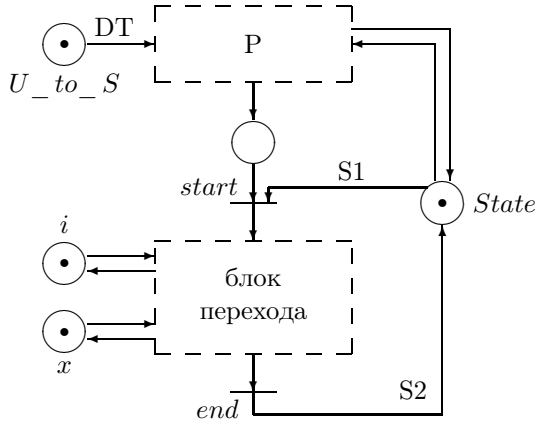 DT
P
U_to_S
S1
start
State
i
блок
перехода
x
S2
end